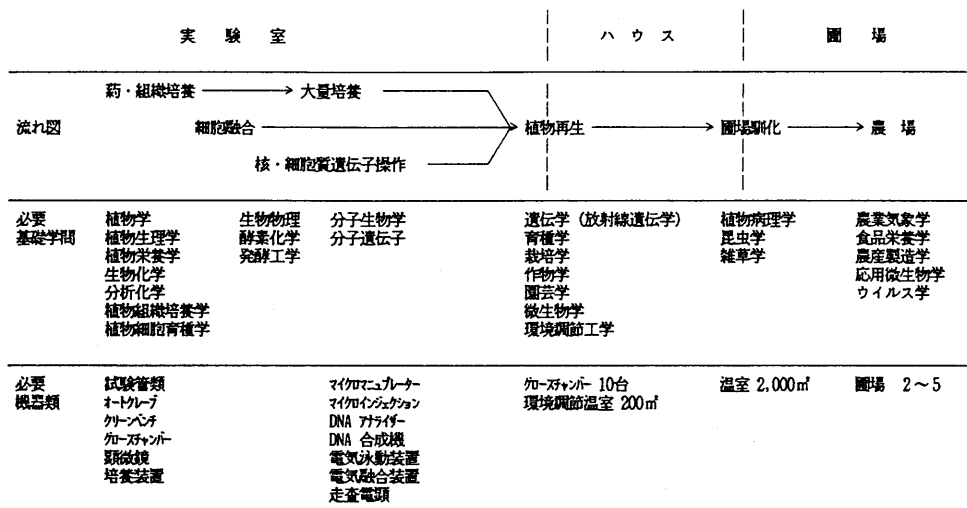 実験室 ハウス 圃場
葯・組織培養 → 大量培養
流れ図 細胞融合 → 植物再生 → 圃場馴化 → 農場
核・細胞質遺伝子操作
必要 植物学 生物物理 分子生物学 遺伝学(放射線遺伝学) 植物病理学 農業気象学
基礎学問 植物生理学 酵素化学 分子遺伝子 育種学 昆虫学 食品栄養学
植物栄養学 発酵工学 栽培学 雑草学 農産製造学
生物化学 作物学 応用微生物学
分析化学 園芸学 ウイルス学
植物組織培養学 微生物学
植物細胞育種学 環境調節工学
必要 試験管類 マイクロマニュプレーター グロースチャンバー 10台 温室 2,000㎡ 圃場 2~5
機器類 オートクレーブ マイクロインジェクション 環境調節温室 200㎡
クリーンベンチ DNA アナライダー
グロースチャンバー DNA 合成機
顕微鏡 電気泳動装置
培養装置 電気融合装置
走査電顕